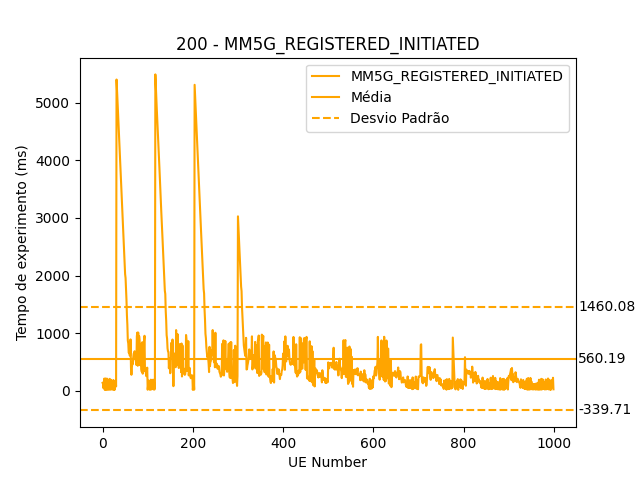 200 - MM5G_REGISTERED_INITIATED
MM5G_REGISTERED_INITIATED
Média
Desvio Padrão
Tempo de experimento (ms)
5000
4000
3000
2000
1000
0
1460.08
560.19
-339.71
0 200 400 600 800 1000
UE Number